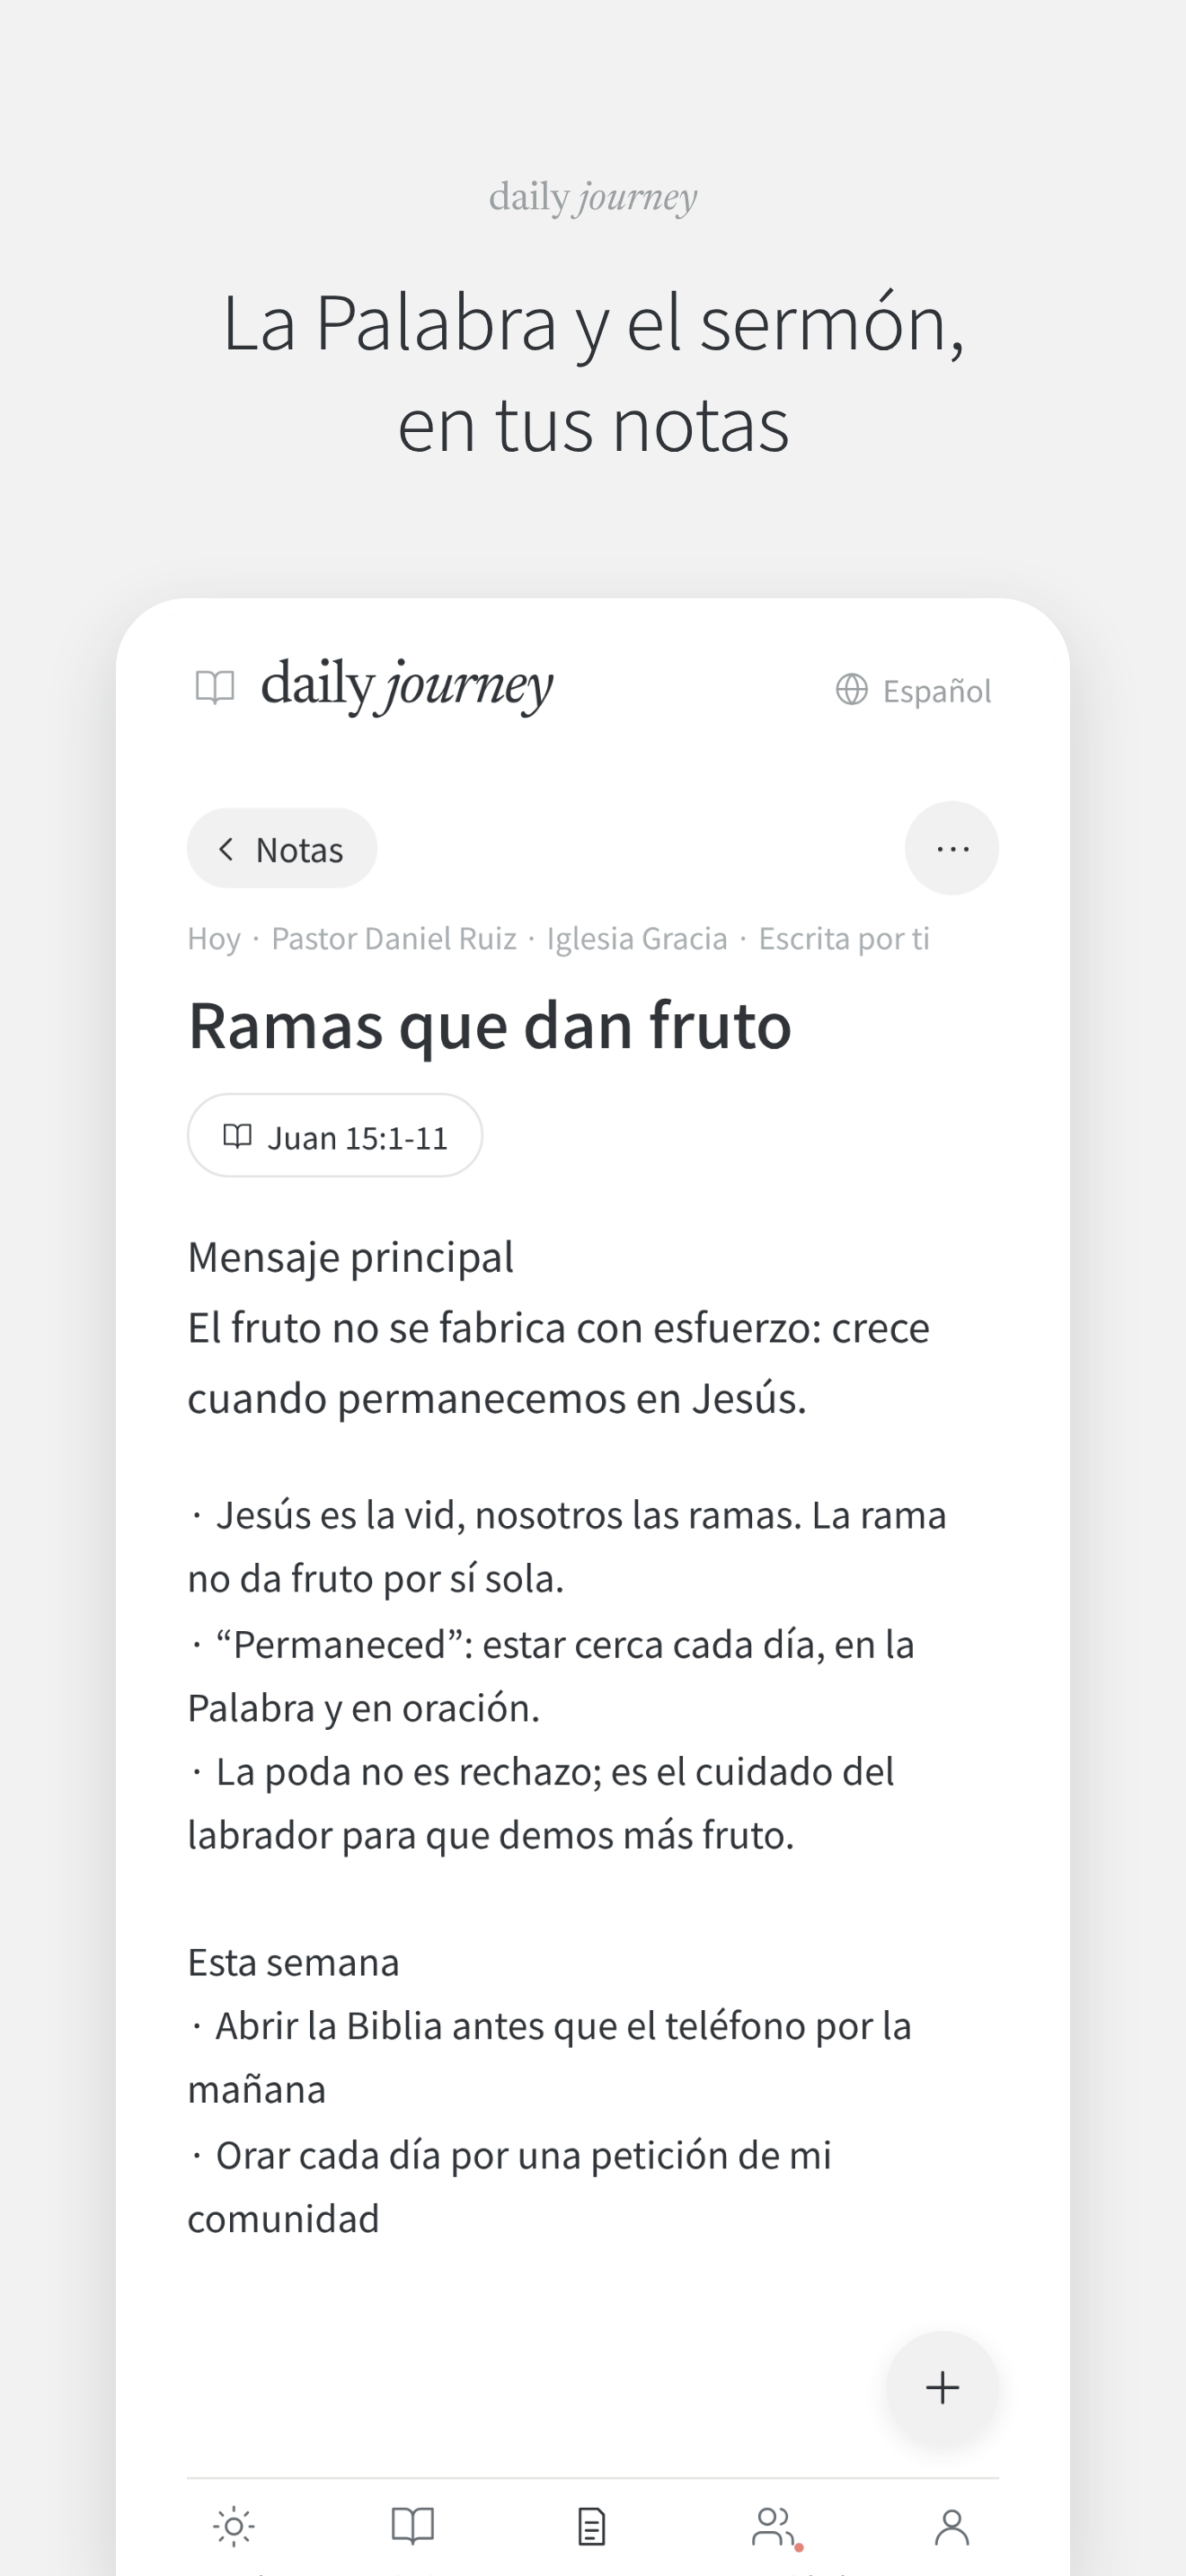 daily journey
La Palabra y el sermón,
en tus notas
daily journey
Español
Notas
Hoy · Pastor Daniel Ruiz · Iglesia Gracia · Escrita por ti
Ramas que dan fruto
Juan 15:1-11
Mensaje principal
El fruto no se fabrica con esfuerzo: crece
cuando permanecemos en Jesús.
· Jesús es la vid, nosotros las ramas. La rama
no da fruto por sí sola.
· “Permaneced”: estar cerca cada día, en la
Palabra y en oración.
· La poda no es rechazo; es el cuidado del
labrador para que demos más fruto.
Esta semana
· Abrir la Biblia antes que el teléfono por la
mañana
· Orar cada día por una petición de mi
comunidad